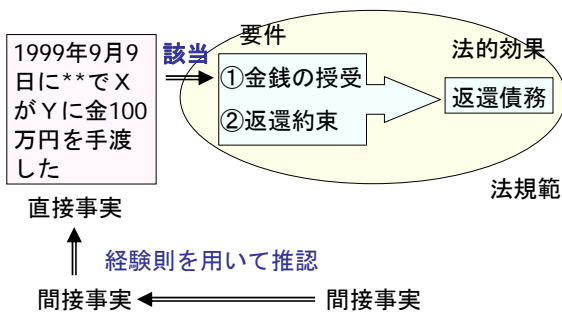 要件
1999年9月9
日に**でX
がYに金100
万円を手渡
した
該当
①金銭の授受
②返還約束
法的効果
返還債務
法規範
直接事実
経験則を用いて推認
間接事実
間接事実